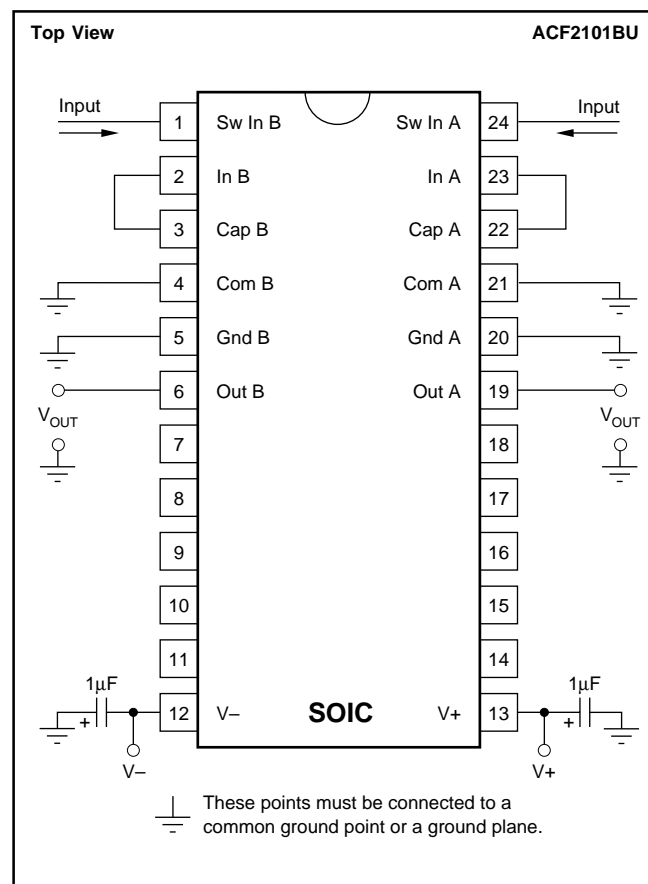 Top View ACF2101BU
Input Input
1 Sw In B Sw In A 24
2 In B In A 23
3 Cap B Cap A 22
4 Com B Com A 21
5 Gnd B Gnd A 20
6 Out B Out A 19
VOUT VOUT
7 18
8 17
9 16
10 15
11 14
1µF 1µF
+ 12 V– SOIC V+ 13 +
V– V+
These points must be connected to a
common ground point or a ground plane.